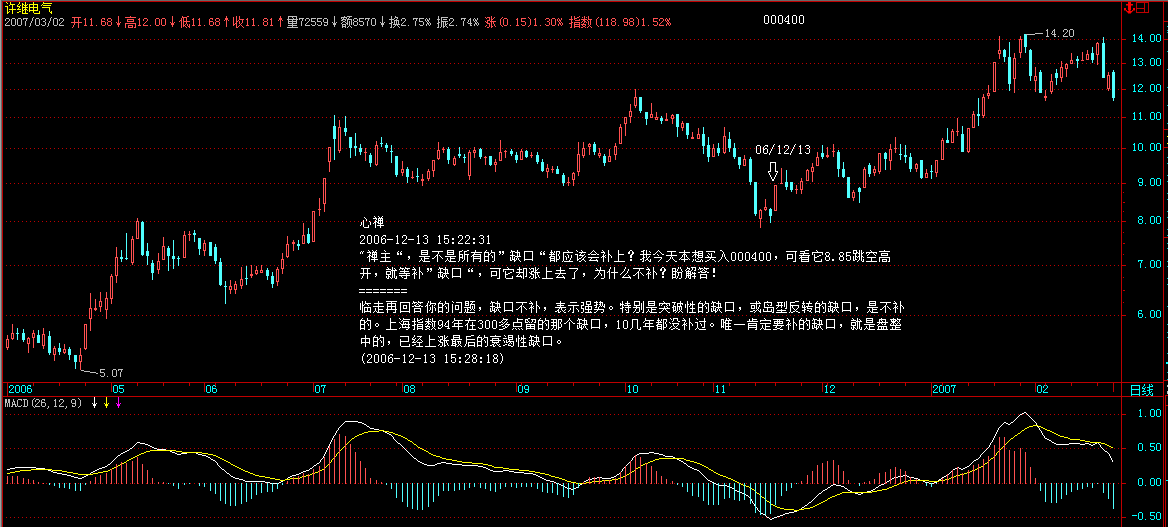 许继电气
2007/03/02 开11.68↓高12.00↓低11.68↑收11.81↑量72559↓额8570↓换2.75% 振2.74% 涨(0.15)1.30% 指数(118.98)1.52%
000400
14.20
14.00
13.00
12.00
11.00
10.00
06/12/13
9.00
8.00
7.00
6.00
心禅
2006-12-13 15:22:31
"禅主“，是不是所有的”缺口“都应该会补上？我今天本想买入000400，可看它8.85跳空高
开，就等补”缺口“，可它却涨上去了，为什么不补？盼解答！
=======
临走再回答你的问题，缺口不补，表示强势。特别是突破性的缺口，或岛型反转的缺口，是不补
的。上海指数94年在300多点留的那个缺口，10几年都没补过。唯一肯定要补的缺口，就是盘整
中的，已经上涨最后的衰竭性缺口。
(2006-12-13 15:28:18)
5.07
2006 05 06 07 08 09 10 11 12 2007 02 日线
MACD(26,12,9) ↓ ↓ ↓
1.00
0.50
0.00
-0.50